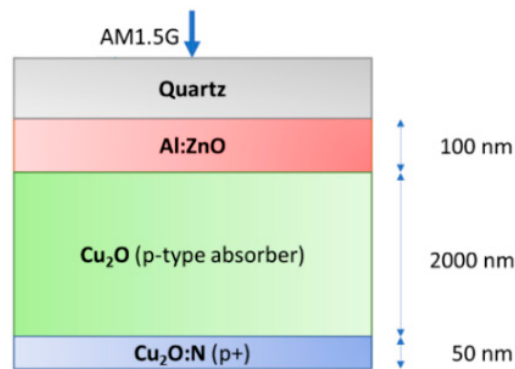 AM1.5G
Quartz
Al:ZnO
100 nm
Cu₂O (p-type absorber)
2000 nm
Cu₂O:N (p+)
50 nm